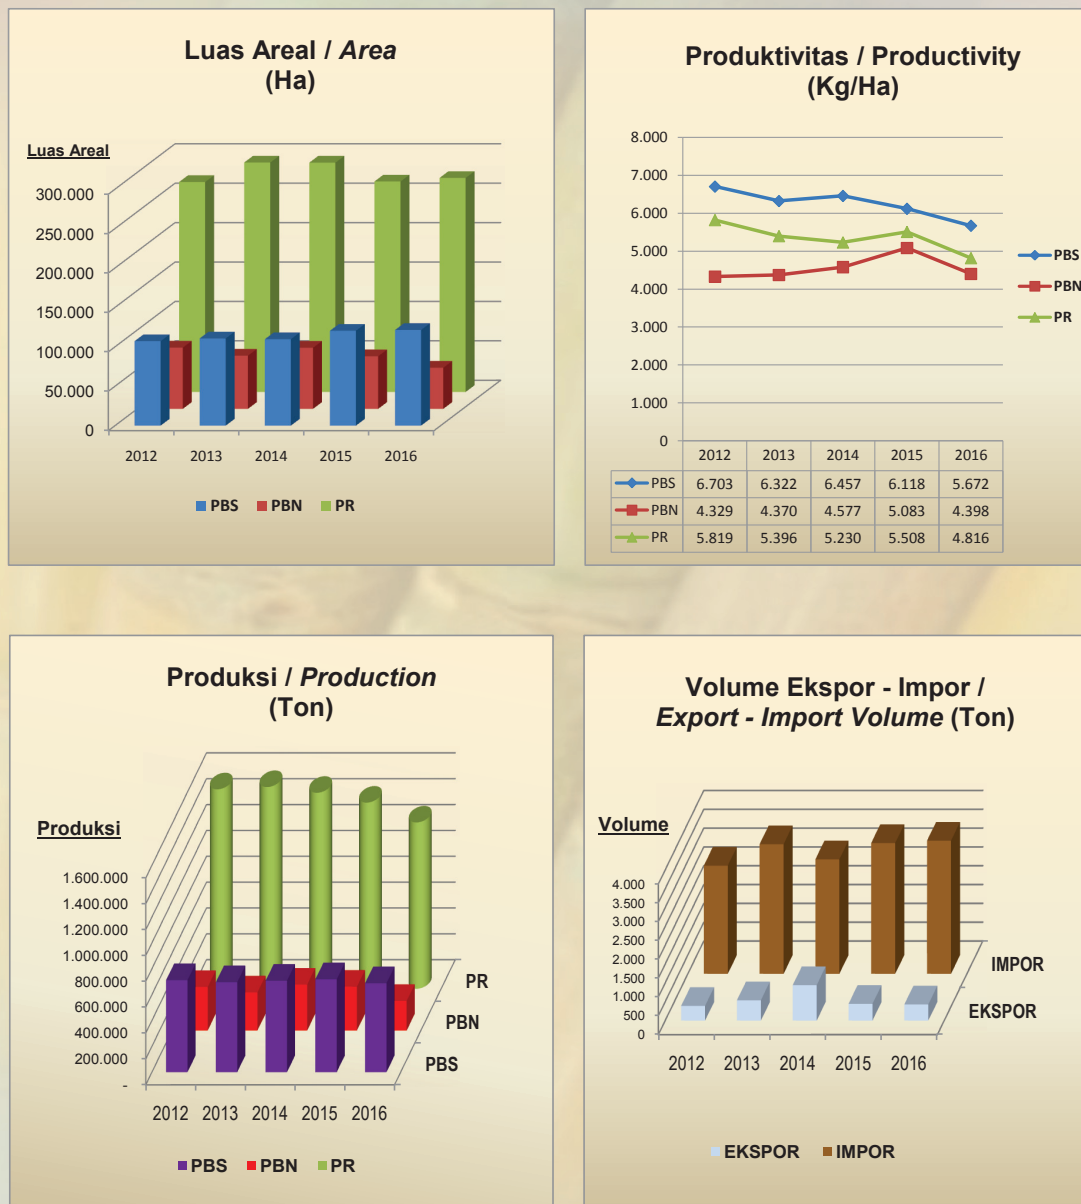 Luas Areal / Area
(Ha)
Luas Areal
300.000
250.000
200.000
150.000
100.000
50.000
0
2012 2013 2014 2015 2016
PBS PBN PR
Produktivitas / Productivity
(Kg/Ha)
8.000
7.000
6.000
5.000
4.000
3.000
2.000
1.000
0
PBS
PBN
PR
2012 2013 2014 2015 2016
PBS 6.703 6.322 6.457 6.118 5.672
PBN 4.329 4.370 4.577 5.083 4.398
PR 5.819 5.396 5.230 5.508 4.816
Produksi / Production
(Ton)
Produksi
1.600.000
1.400.000
1.200.000
1.000.000
800.000
600.000
400.000
200.000
-
PR
PBN
PBS
2012 2013 2014 2015 2016
PBS PBN PR
Volume Ekspor - Impor /
Export - Import Volume (Ton)
Volume
4.000
3.500
3.000
2.500
2.000
1.500
1.000
500
0
IMPOR
EKSPOR
2012 2013 2014 2015 2016
EKSPOR IMPOR